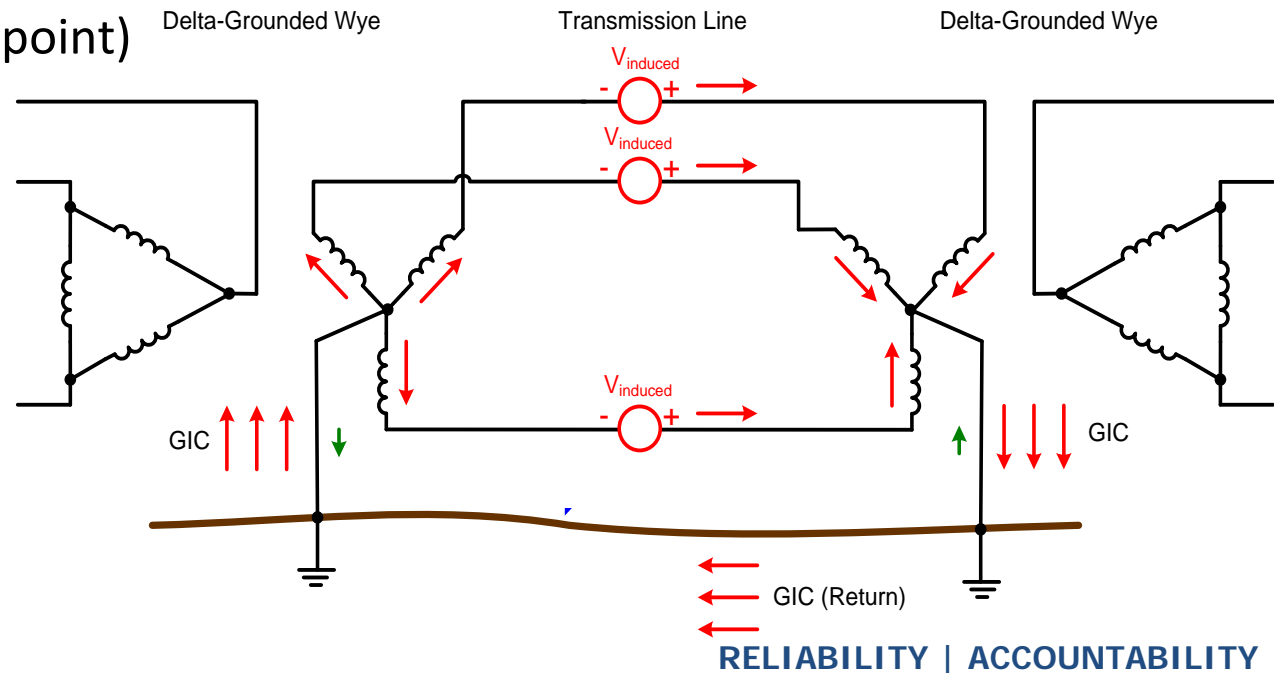 point)
Delta-Grounded Wye
Transmission Line
Delta-Grounded Wye
Vinduced
- +
Vinduced
- +
Vinduced
- +
GIC
GIC
GIC (Return)
RELIABILITY | ACCOUNTABILITY